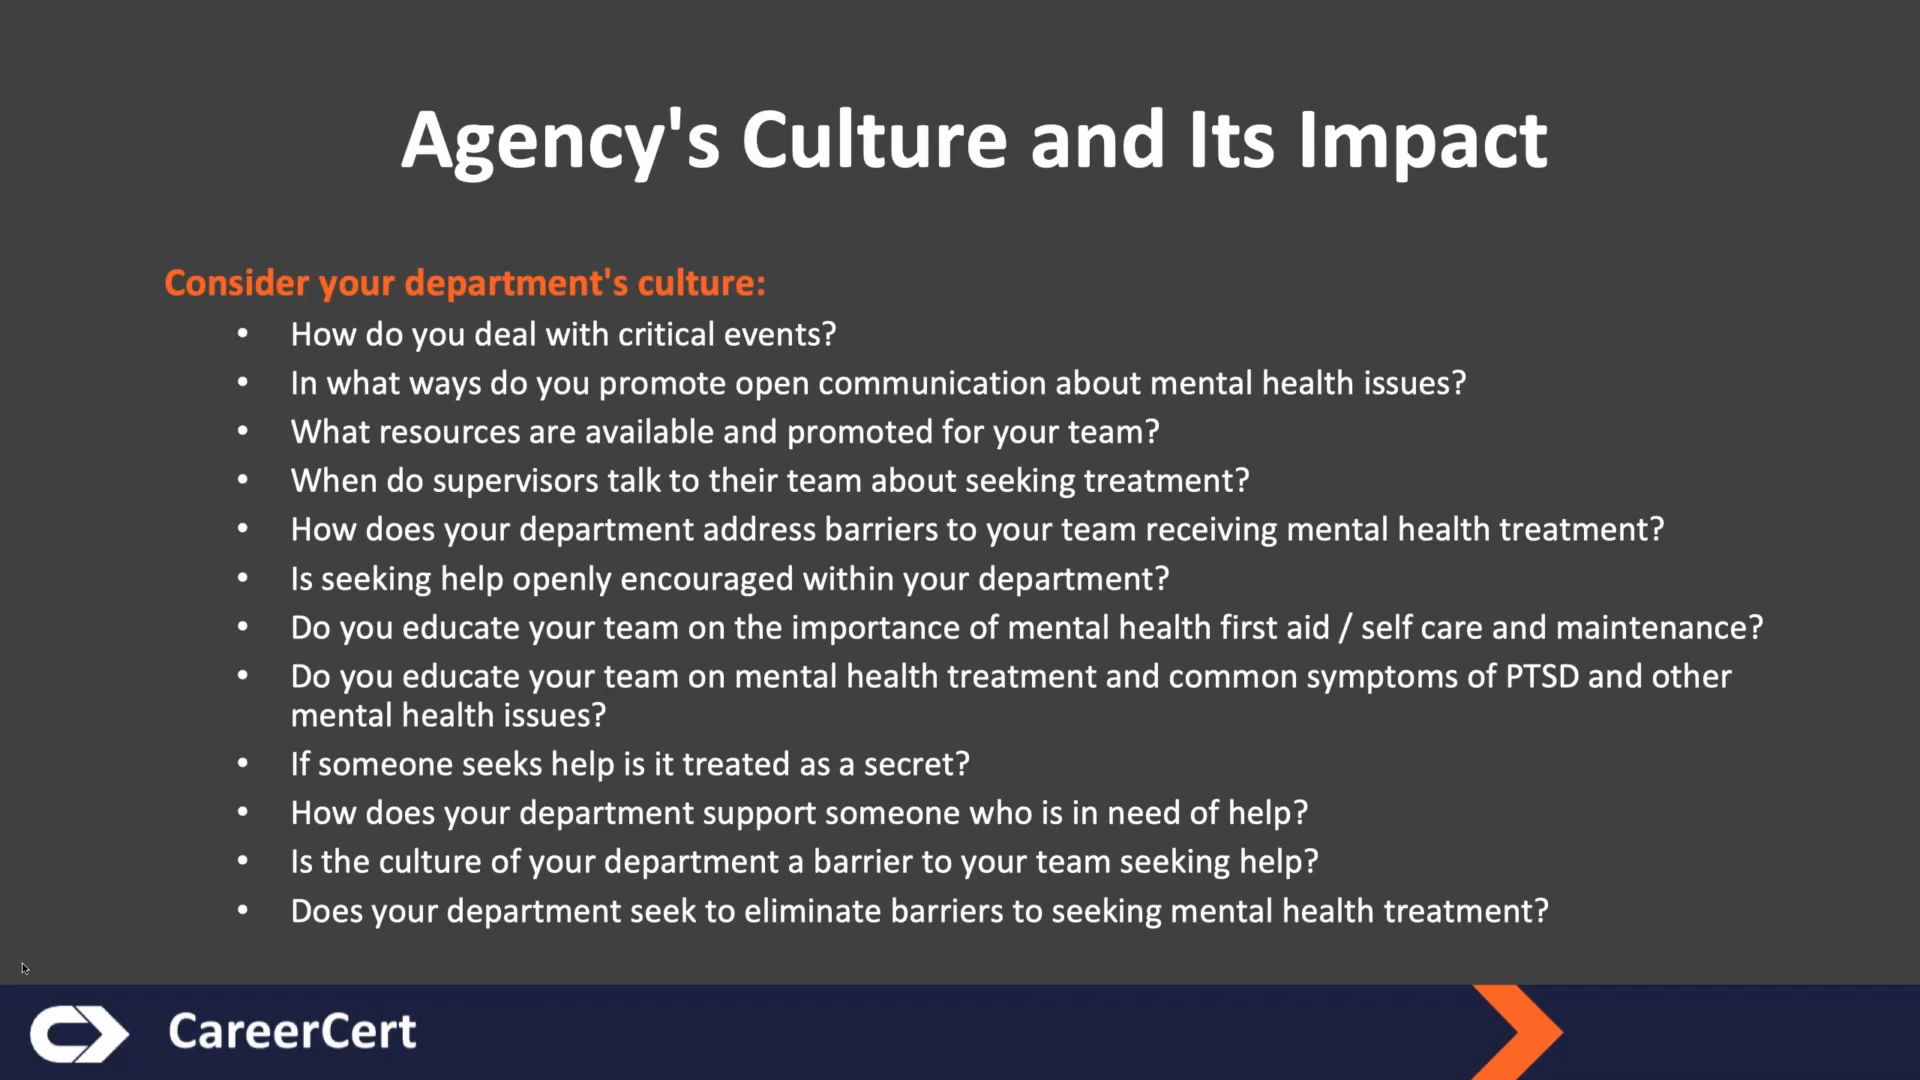 Agency's Culture and Its Impact
Consider your department's culture:
• How do you deal with critical events?
• In what ways do you promote open communication about mental health issues?
• What resources are available and promoted for your team?
• When do supervisors talk to their team about seeking treatment?
• How does your department address barriers to your team receiving mental health treatment?
• Is seeking help openly encouraged within your department?
• Do you educate your team on the importance of mental health first aid / self care and maintenance?
• Do you educate your team on mental health treatment and common symptoms of PTSD and other
mental health issues?
• If someone seeks help is it treated as a secret?
• How does your department support someone who is in need of help?
• Is the culture of your department a barrier to your team seeking help?
• Does your department seek to eliminate barriers to seeking mental health treatment?
CareerCert